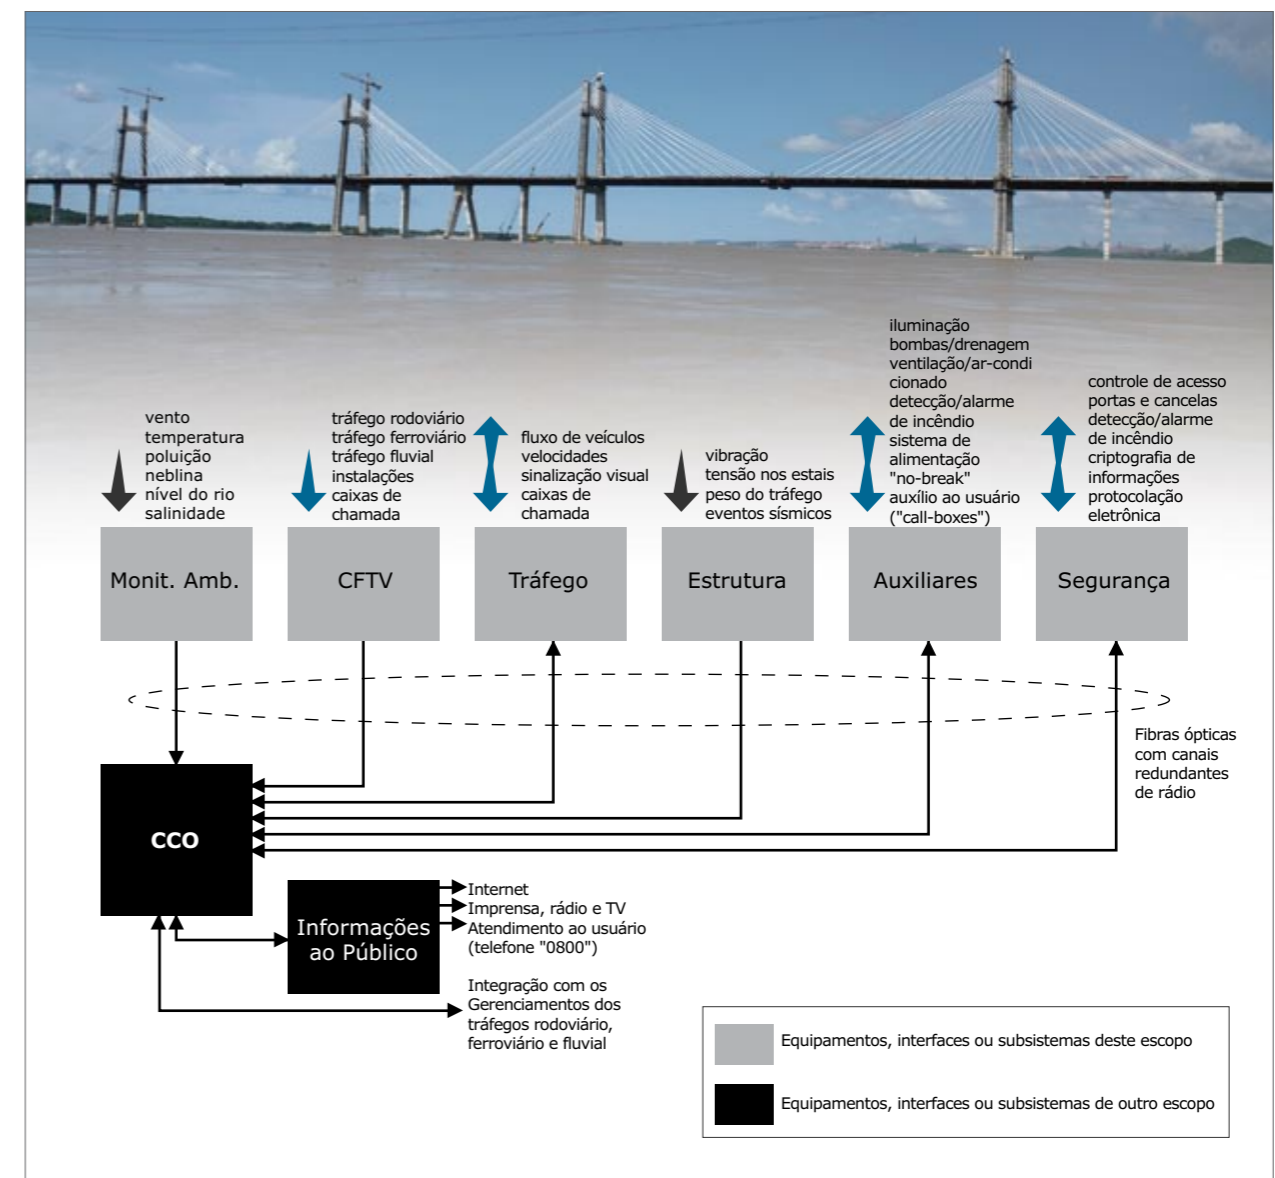 vento
temperatura
poluição
neblina
nível do rio
salinidade
tráfego rodoviário
tráfego ferroviário
tráfego fluvial
instalações
caixas de
chamada
fluxo de veículos
velocidades
sinalização visual
caixas de
chamada
vibração
tensão nos estais
peso do tráfego
eventos sísmicos
iluminação
bombas/drenagem
ventilação/ar-condi
cionado
detecção/alarme
de incêndio
sistema de
alimentação
"no-break"
auxílio ao usuário
("call-boxes")
controle de acesso
portas e cancelas
detecção/alarme
de incêndio
criptografia de
informações
protocolação
eletrônica
Monit. Amb.
CFTV
Tráfego
Estrutura
Auxiliares
Segurança
Fibras ópticas
com canais
redundantes
de rádio
CCO
Informações
ao Público
Internet
Imprensa, rádio e TV
Atendimento ao usuário
(telefone "0800")
Integração com os
Gerenciamentos dos
tráfegos rodoviário,
ferroviário e fluvial
Equipamentos, interfaces ou subsistemas deste escopo
Equipamentos, interfaces ou subsistemas de outro escopo